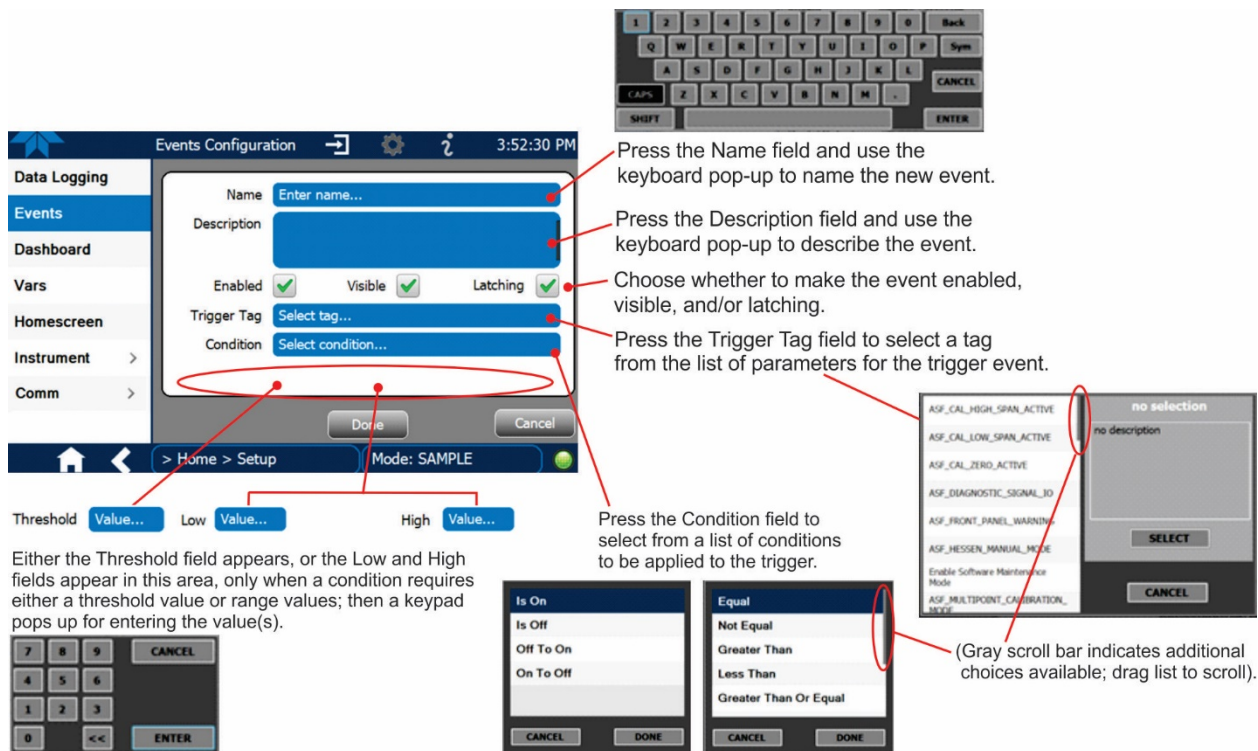 1 2 3 4 5 6 7 8 9 0 Back
Q W E R T Y U I O P Sym
A S D F G H J K L CANCEL
CAPS Z X C V B N M .
SHIFT ENTER
Events Configuration i 3:52:30 PM
Data Logging
Events
Dashboard
Vars
Homescreen
Instrument >
Comm >
Name Enter name...
Description
Enabled Visible Latching
Trigger Tag Select tag...
Condition Select condition...
Done Cancel
> Home > Setup Mode: SAMPLE
Press the Name field and use the
keyboard pop-up to name the new event.
Press the Description field and use the
keyboard pop-up to describe the event.
Choose whether to make the event enabled,
visible, and/or latching.
Press the Trigger Tag field to select a tag
from the list of parameters for the trigger event.
ASF_CAL_HIGH_SPAN_ACTIVE
ASF_CAL_LOW_SPAN_ACTIVE
ASF_CAL_ZERO_ACTIVE
ASF_DIAGNOSTIC_SIGNAL_IO
ASF_FRONT_PANEL_WARNING
ASF_HESSEN_MANUAL_MODE
Enable Software Maintenance
Mode
ASF_MULTIPOINT_CALIBRATION_
MODE
no selection
no description
SELECT
CANCEL
Threshold Value... Low Value... High Value...
Either the Threshold field appears, or the Low and High
fields appear in this area, only when a condition requires
either a threshold value or range values; then a keypad
pops up for entering the value(s).
7 8 9 CANCEL
4 5 6
1 2 3
0 << ENTER
Press the Condition field to
select from a list of conditions
to be applied to the trigger.
Is On
Is Off
Off To On
On To Off
CANCEL DONE
Equal
Not Equal
Greater Than
Less Than
Greater Than Or Equal
CANCEL DONE
(Gray scroll bar indicates additional
choices available; drag list to scroll).